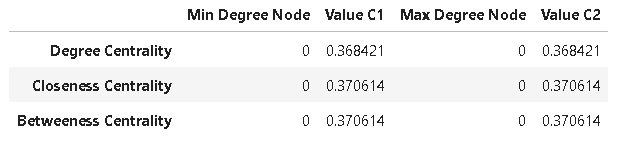 Min Degree Node Value C1 Max Degree Node Value C2
Degree Centrality 0 0.368421 0 0.368421
Closeness Centrality 0 0.370614 0 0.370614
Betweeness Centrality 0 0.370614 0 0.370614